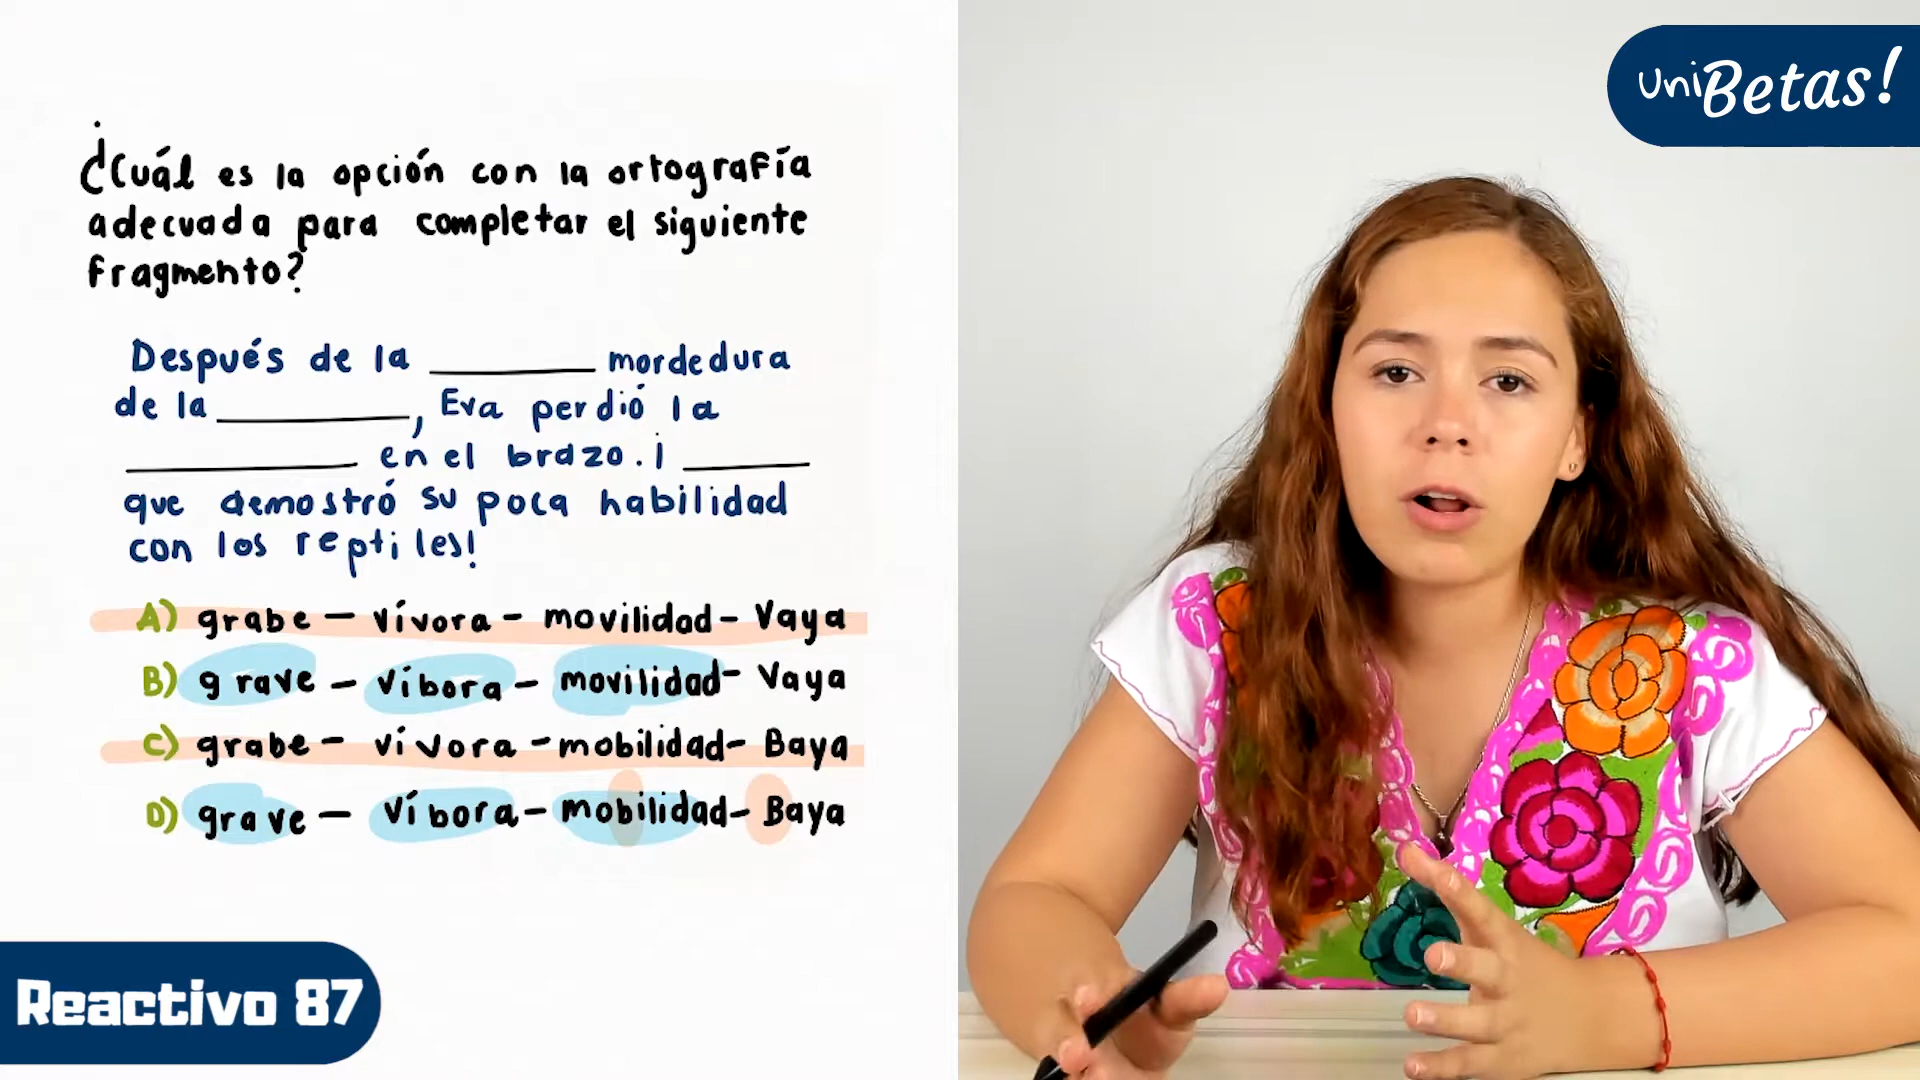 ¿Cuál es la opción con la ortografía
adecuada para completar el siguiente
fragmento?
Después de la ________ mordedura
de la ________, Eva perdió la
________ en el brazo. ¡ ________
que demostró su poca habilidad
con los reptiles!
A) grabe - vívora - movilidad - Vaya
B) grave - víbora - movilidad - Vaya
C) grabe - vívora - mobilidad - Baya
D) grave - víbora - mobilidad - Baya
Reactivo 87
UniBetas!